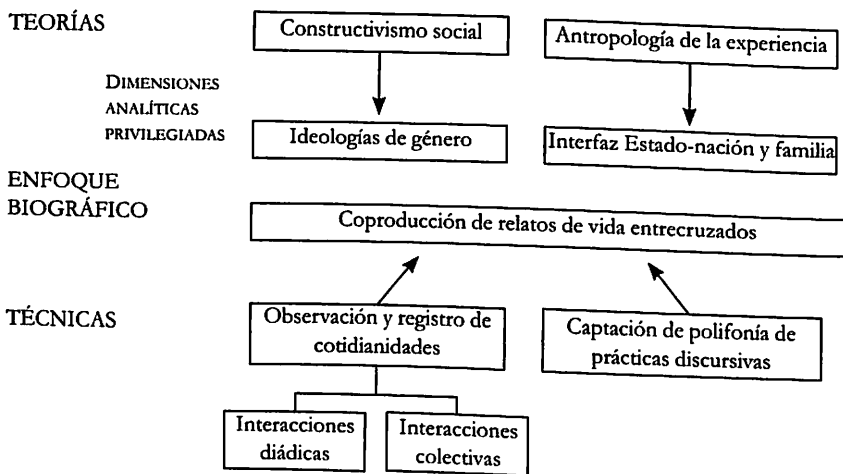 TEORÍAS
Constructivismo social
Antropología de la experiencia
DIMENSIONES
ANALÍTICAS
PRIVILEGIADAS
Ideologías de género
Interfaz Estado-nación y familia
ENFOQUE
BIOGRÁFICO
Coproducción de relatos de vida entrecruzados
TÉCNICAS
Observación y registro de
cotidianidades
Captación de polifonía de
prácticas discursivas
Interacciones
diádicas
Interacciones
colectivas